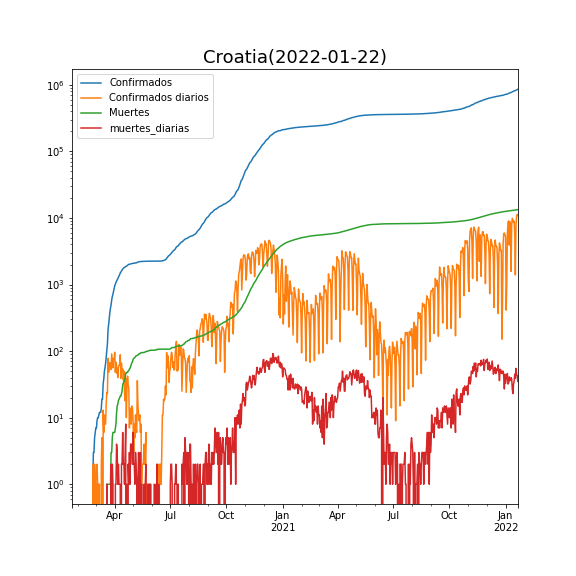 Croatia(2022-01-22)
Confirmados
Confirmados diarios
Muertes
muertes_diarias
10⁶
10⁵
10⁴
10³
10²
10¹
10⁰
Apr Jul Oct Jan Apr Jul Oct Jan
2021 2022